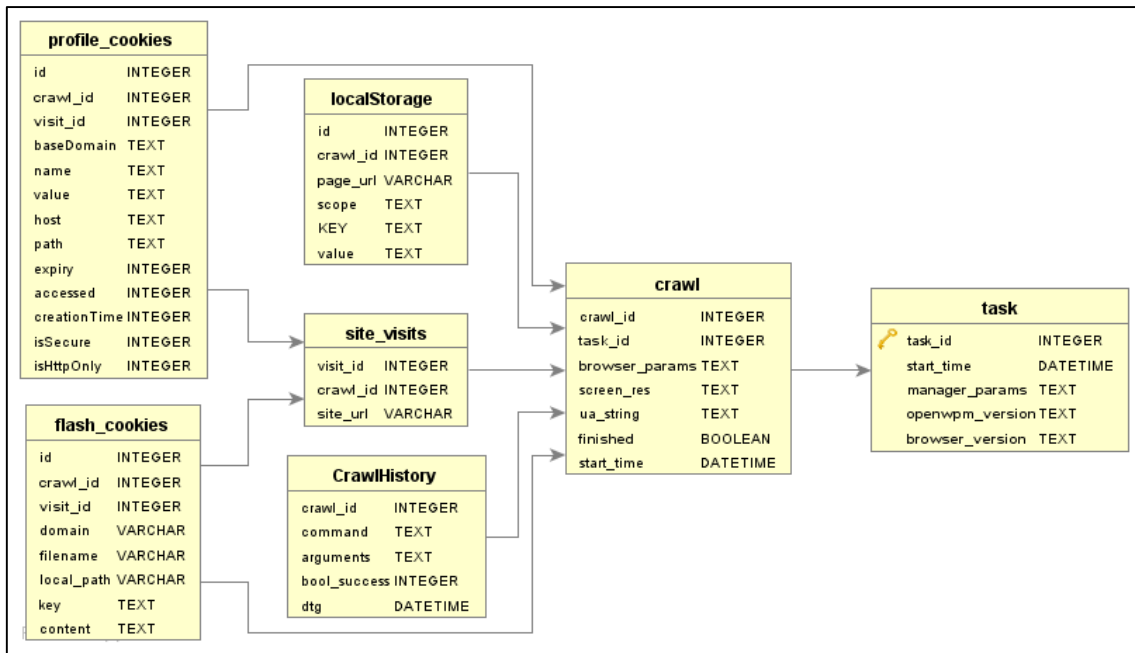 profile_cookies
id INTEGER
crawl_id INTEGER
visit_id INTEGER
baseDomain TEXT
name TEXT
value TEXT
host TEXT
path TEXT
expiry INTEGER
accessed INTEGER
creationTime INTEGER
isSecure INTEGER
isHttpOnly INTEGER
flash_cookies
id INTEGER
crawl_id INTEGER
visit_id INTEGER
domain VARCHAR
filename VARCHAR
local_path VARCHAR
key TEXT
content TEXT
localStorage
id INTEGER
crawl_id INTEGER
page_url VARCHAR
scope TEXT
KEY TEXT
value TEXT
site_visits
visit_id INTEGER
crawl_id INTEGER
site_url VARCHAR
CrawlHistory
crawl_id INTEGER
command TEXT
arguments TEXT
bool_success INTEGER
dtg DATETIME
crawl
crawl_id INTEGER
task_id INTEGER
browser_params TEXT
screen_res TEXT
ua_string TEXT
finished BOOLEAN
start_time DATETIME
task
task_id INTEGER
start_time DATETIME
manager_params TEXT
openwpm_version TEXT
browser_version TEXT